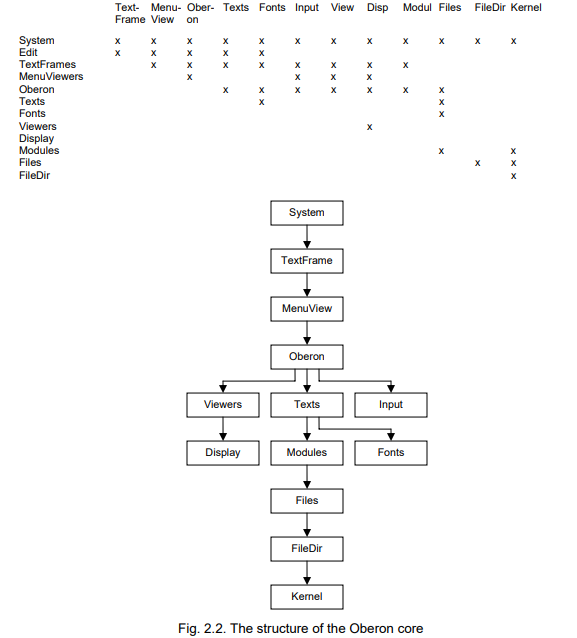 Text- Menu- Ober- Texts Fonts Input View Disp Modul Files FileDir Kernel
Frame View on
System x x x x x x x x x x x x
Edit x x x x x
TextFrames x x x x x x x x
MenuViewers x x x x
Oberon x x x x x x x
Texts x x
Fonts x
Viewers x
Display
Modules x x
Files x x
FileDir x
System
TextFrame
MenuView
Oberon
Viewers Texts Input
Display Modules Fonts
Files
FileDir
Kernel
Fig. 2.2. The structure of the Oberon core